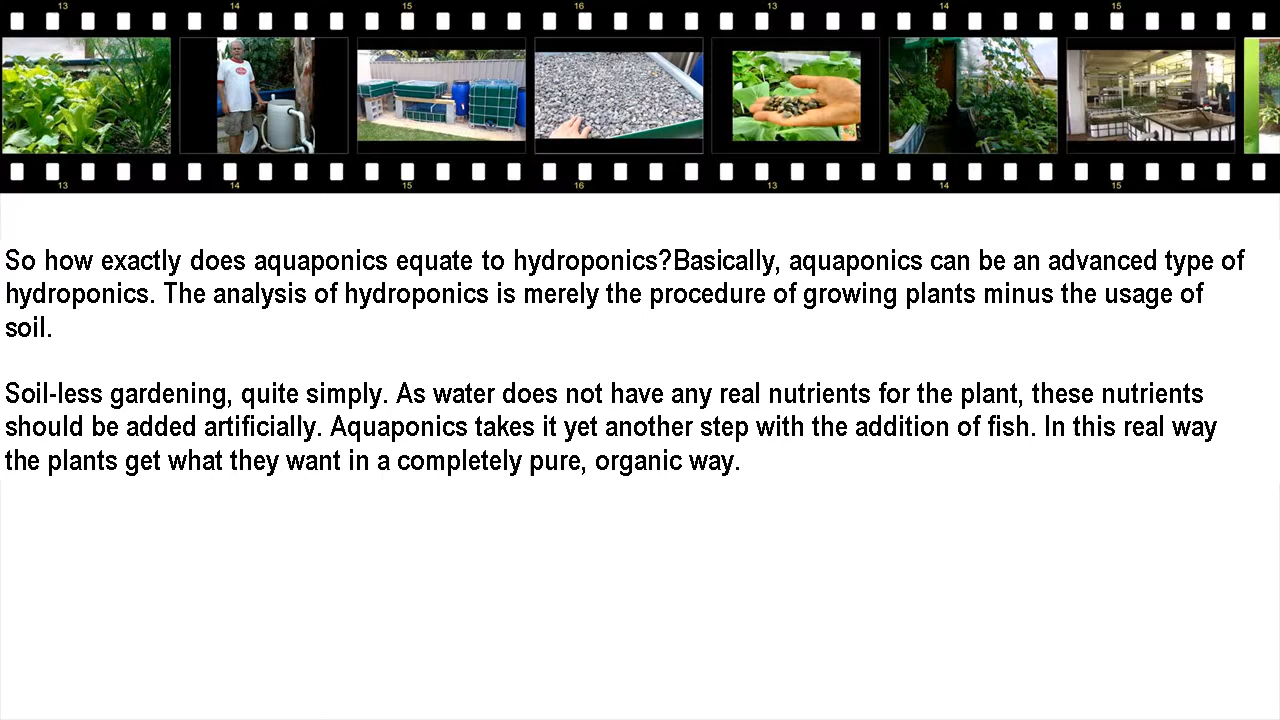 13 14 15 16 13 14 15
13 14 15 16 13 14 15
So how exactly does aquaponics equate to hydroponics?Basically, aquaponics can be an advanced type of
hydroponics. The analysis of hydroponics is merely the procedure of growing plants minus the usage of
soil.
Soil-less gardening, quite simply. As water does not have any real nutrients for the plant, these nutrients
should be added artificially. Aquaponics takes it yet another step with the addition of fish. In this real way
the plants get what they want in a completely pure, organic way.